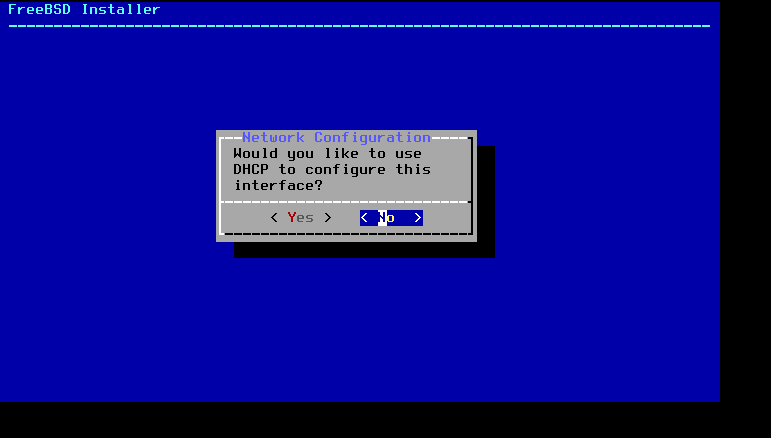 FreeBSD Installer
Network Configuration
Would you like to use
DHCP to configure this
interface?
< Yes > < No >